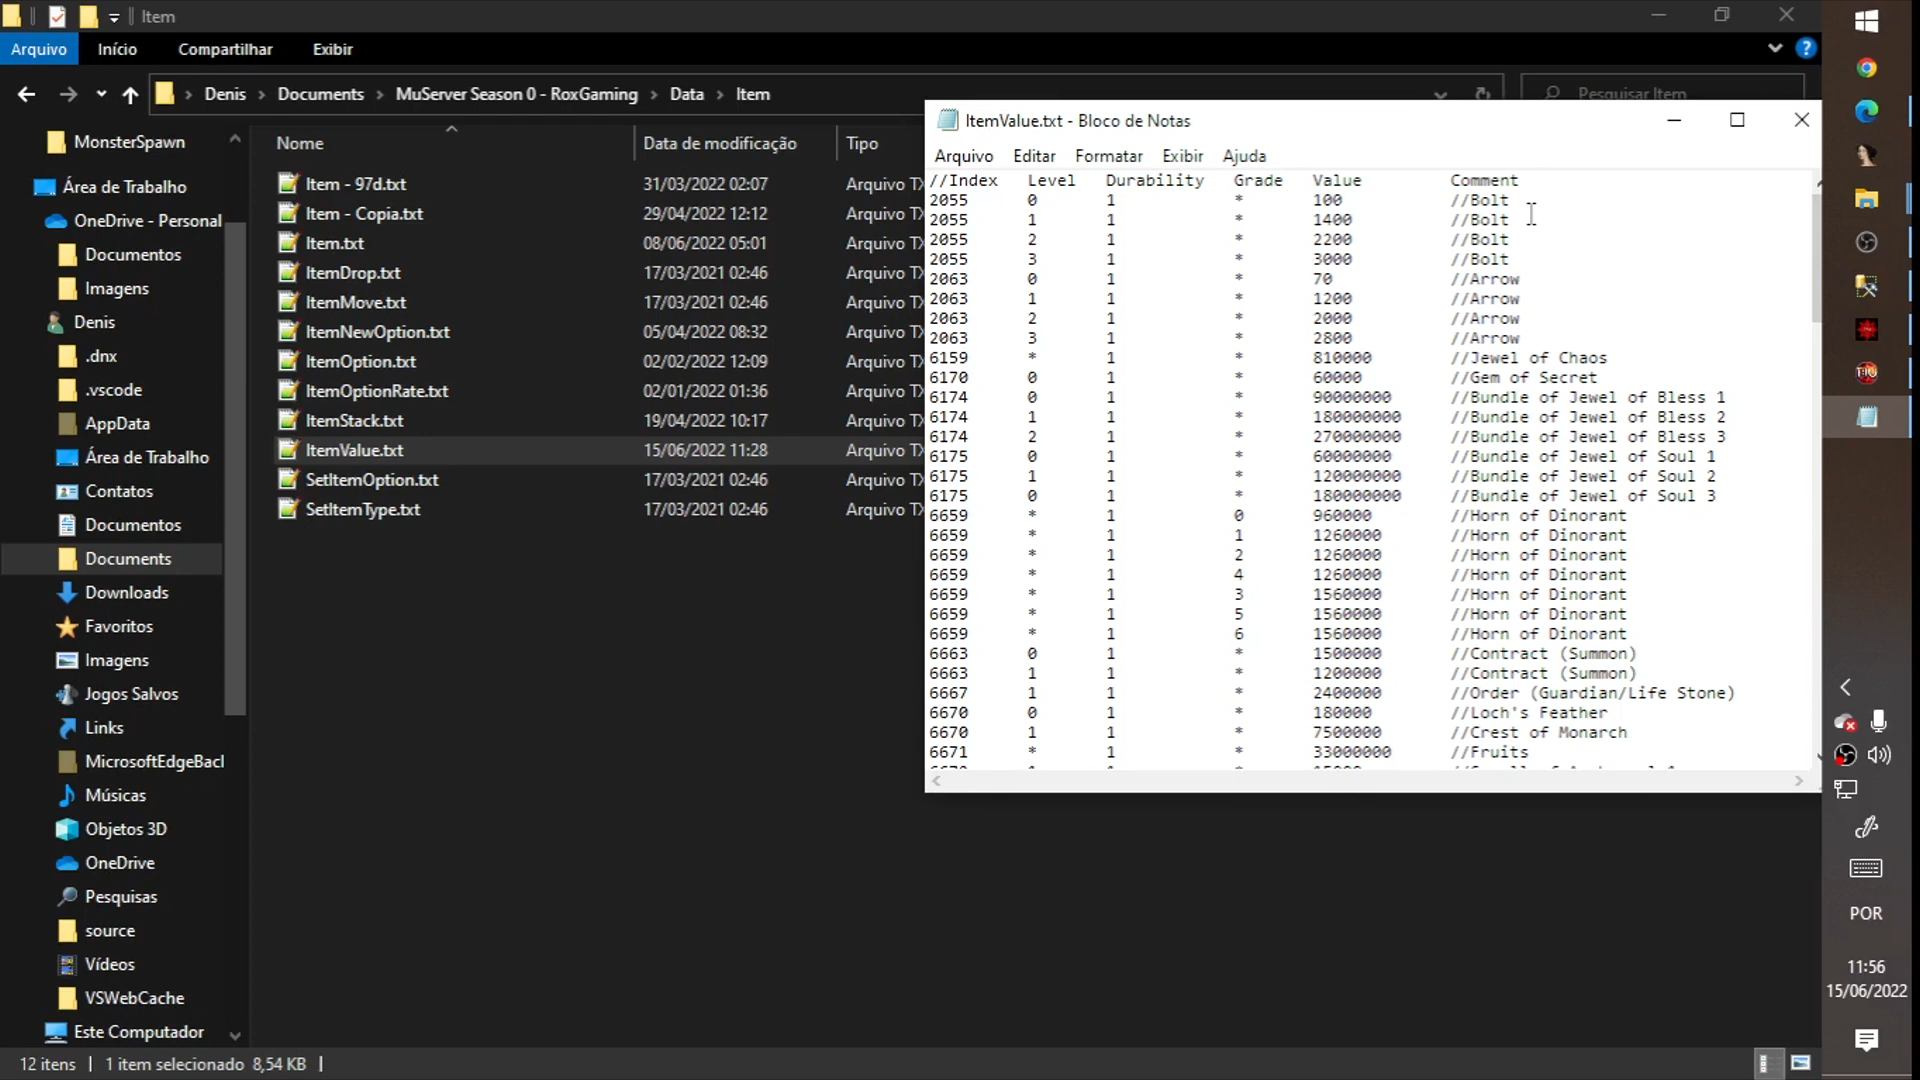 Item
Arquivo Início Compartilhar Exibir
Denis Documents MuServer Season 0 - RoxGaming Data Item
Pesquisar Item
MonsterSpawn
Área de Trabalho
OneDrive - Personal
Documentos
Imagens
Denis
.dnx
.vscode
AppData
Área de Trabalho
Contatos
Documentos
Documents
Downloads
Favoritos
Imagens
Jogos Salvos
Links
MicrosoftEdgeBacl
Músicas
Objetos 3D
OneDrive
Pesquisas
source
Vídeos
VSWebCache
Este Computador
Nome Data de modificação Tipo
Item - 97d.txt 31/03/2022 02:07 Arquivo TX
Item - Copia.txt 29/04/2022 12:12 Arquivo TX
Item.txt 08/06/2022 05:01 Arquivo TX
ItemDrop.txt 17/03/2021 02:46 Arquivo TX
ItemMove.txt 17/03/2021 02:46 Arquivo TX
ItemNewOption.txt 05/04/2022 08:32 Arquivo TX
ItemOption.txt 02/02/2022 12:09 Arquivo TX
ItemOptionRate.txt 02/01/2022 01:36 Arquivo TX
ItemStack.txt 19/04/2022 10:17 Arquivo TX
ItemValue.txt 15/06/2022 11:28 Arquivo TX
SetItemOption.txt 17/03/2021 02:46 Arquivo TX
SetItemType.txt 17/03/2021 02:46 Arquivo TX
ItemValue.txt - Bloco de Notas
Arquivo Editar Formatar Exibir Ajuda
//Index Level Durability Grade Value Comment
2055 0 1 * 100 //Bolt
2055 1 1 * 1400 //Bolt
2055 2 1 * 2200 //Bolt
2055 3 1 * 3000 //Bolt
2063 0 1 * 70 //Arrow
2063 1 1 * 1200 //Arrow
2063 2 1 * 2000 //Arrow
2063 3 1 * 2800 //Arrow
6159 * 1 * 810000 //Jewel of Chaos
6170 0 1 * 60000 //Gem of Secret
6174 0 1 * 90000000 //Bundle of Jewel of Bless 1
6174 1 1 * 180000000 //Bundle of Jewel of Bless 2
6174 2 1 * 270000000 //Bundle of Jewel of Bless 3
6175 0 1 * 60000000 //Bundle of Jewel of Soul 1
6175 1 1 * 120000000 //Bundle of Jewel of Soul 2
6175 0 1 * 180000000 //Bundle of Jewel of Soul 3
6659 * 1 0 960000 //Horn of Dinorant
6659 * 1 1 1260000 //Horn of Dinorant
6659 * 1 2 1260000 //Horn of Dinorant
6659 * 1 4 1260000 //Horn of Dinorant
6659 * 1 3 1560000 //Horn of Dinorant
6659 * 1 5 1560000 //Horn of Dinorant
6659 * 1 6 1560000 //Horn of Dinorant
6663 0 1 * 1500000 //Contract (Summon)
6663 1 1 * 1200000 //Contract (Summon)
6667 1 1 * 2400000 //Order (Guardian/Life Stone)
6670 0 1 * 180000 //Loch's Feather
6670 1 1 * 7500000 //Crest of Monarch
6671 * 1 * 33000000 //Fruits
POR
11:56
15/06/2022
12 itens 1 item selecionado 8,54 KB